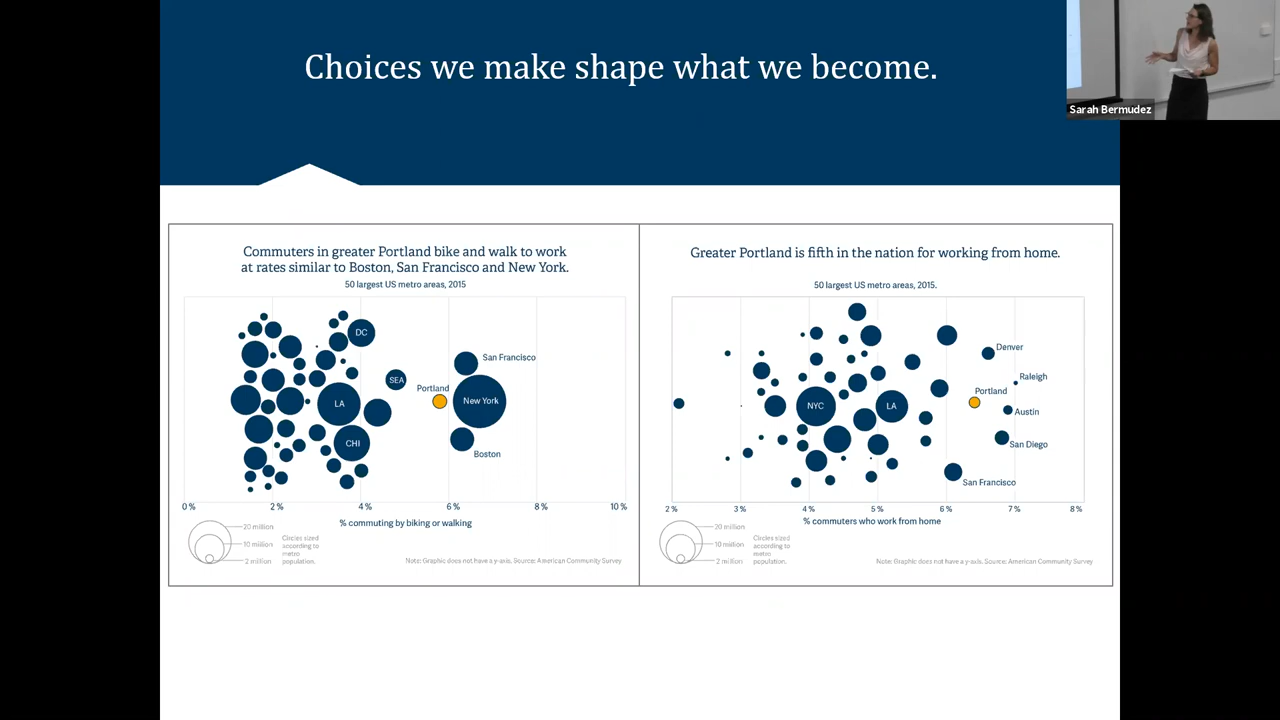 Choices we make shape what we become.
Sarah Bermudez
Commuters in greater Portland bike and walk to work
at rates similar to Boston, San Francisco and New York.
50 largest US metro areas, 2015
DC
San Francisco
SEA
Portland
LA
New York
CHI
Boston
0 %
2 %
4 %
6 %
8 %
10 %
% commuting by biking or walking
20 million
10 million
2 million
Circles sized
according to
metro
population.
Note: Graphic does not have a y-axis. Source: American Community Survey
Greater Portland is fifth in the nation for working from home.
50 largest US metro areas, 2015.
Denver
Raleigh
Portland
NYC
LA
Austin
San Diego
San Francisco
2 %
3 %
4 %
5 %
6 %
7 %
8 %
% commuters who work from home
20 million
10 million
2 million
Circles sized
according to
metro
population.
Note: Graphic does not have a y-axis. Source: American Community Survey